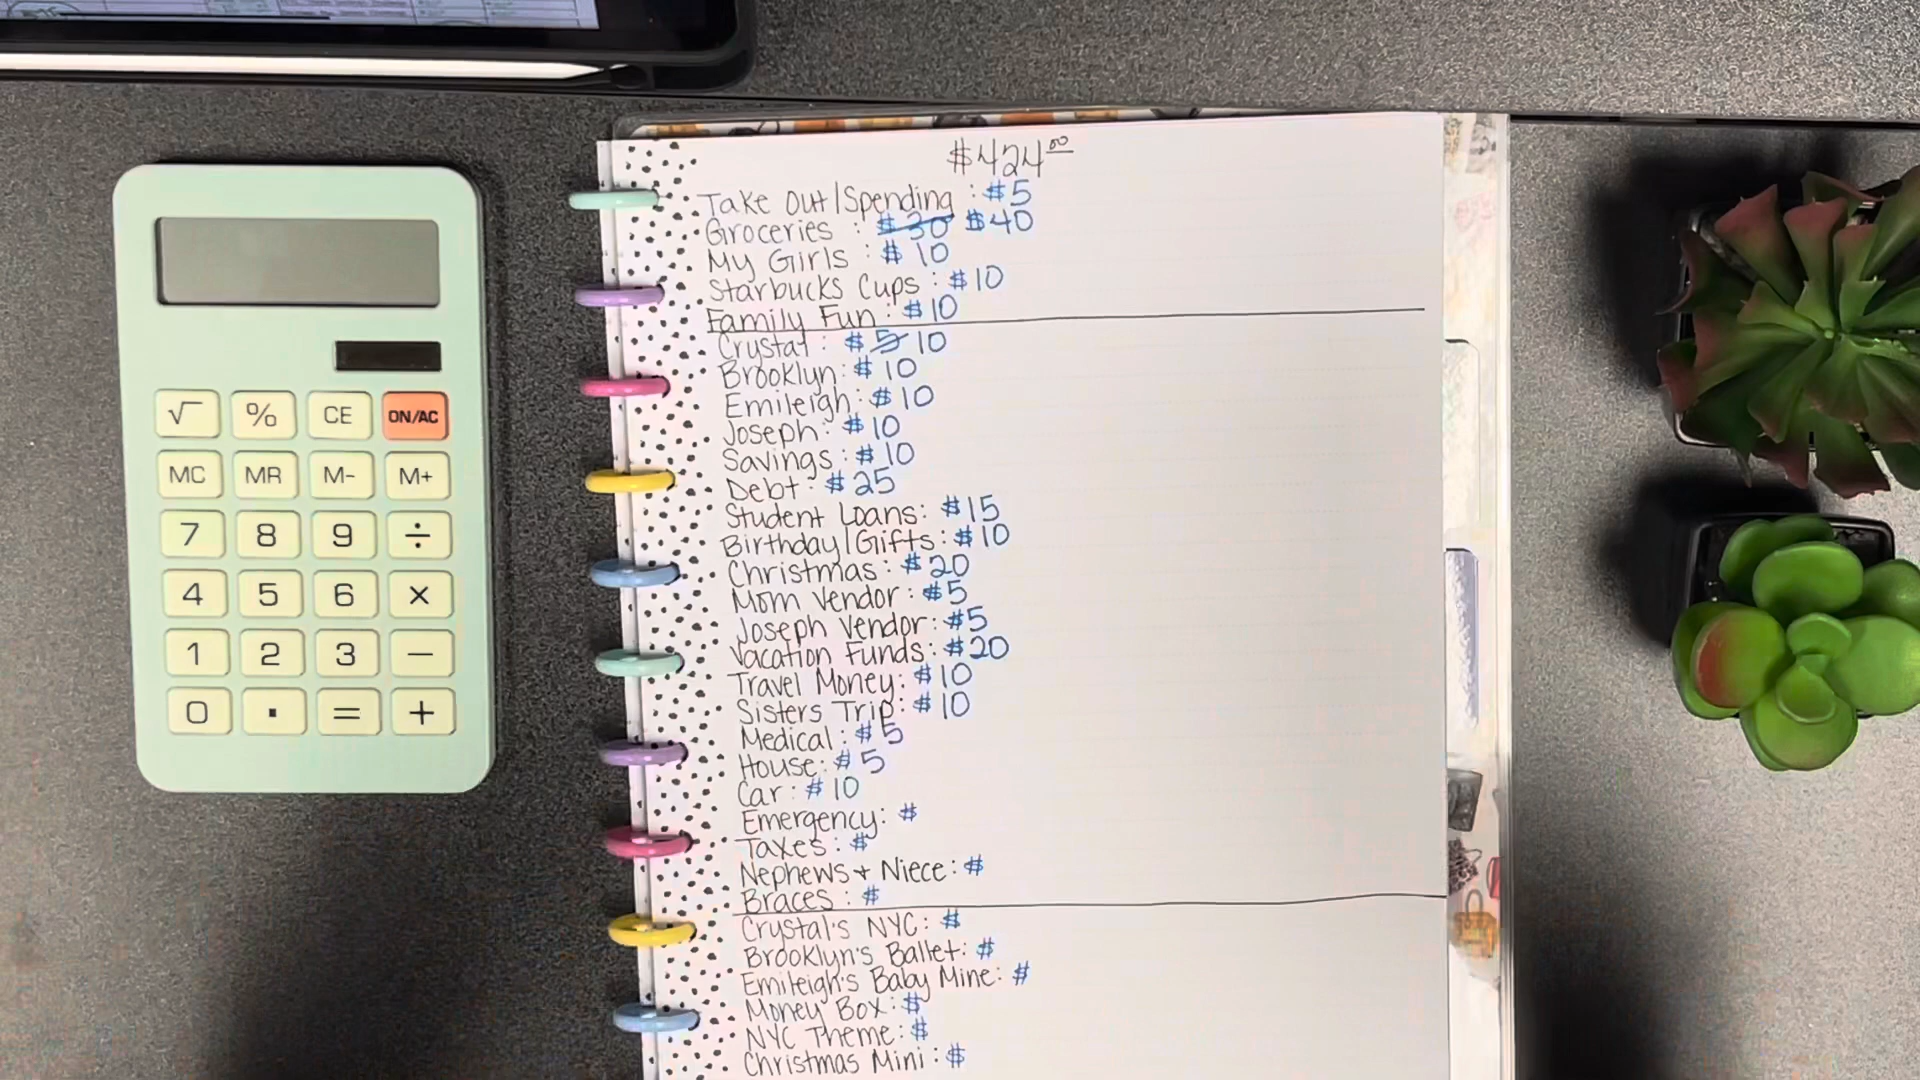 $424.00
Take Out/Spending : $5
Groceries : $30 $40
My Girls : $10
Starbucks Cups : $10
Family Fun : $10
Crystal : $5 10
Brooklyn : $10
Emileigh : $10
Joseph : $10
Savings : $10
Debt : $25
Student Loans : $15
Birthday/Gifts : $10
Christmas : $20
Mom Vendor : $5
Joseph Vendor : $5
Vacation Funds : $20
Travel Money : $10
Sisters Trip : $10
Medical : $5
House : $5
Car : $10
Emergency : $
Taxes : $
Nephews + Niece : $
Braces : $
Crystal's NYC : $
Brooklyn's Ballet : $
Emileigh's Baby Mine : $
Money Box : $
NYC Theme : $
Christmas Mini : $
√ % CE ON/AC
MC MR M- M+
7 8 9 ÷
4 5 6 ×
1 2 3 −
0 . = +